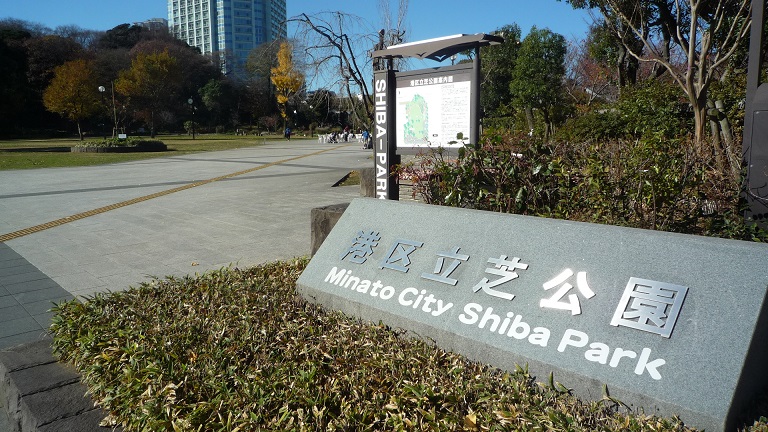 SHIBA-PARK
港区立芝公園
Minato City Shiba Park